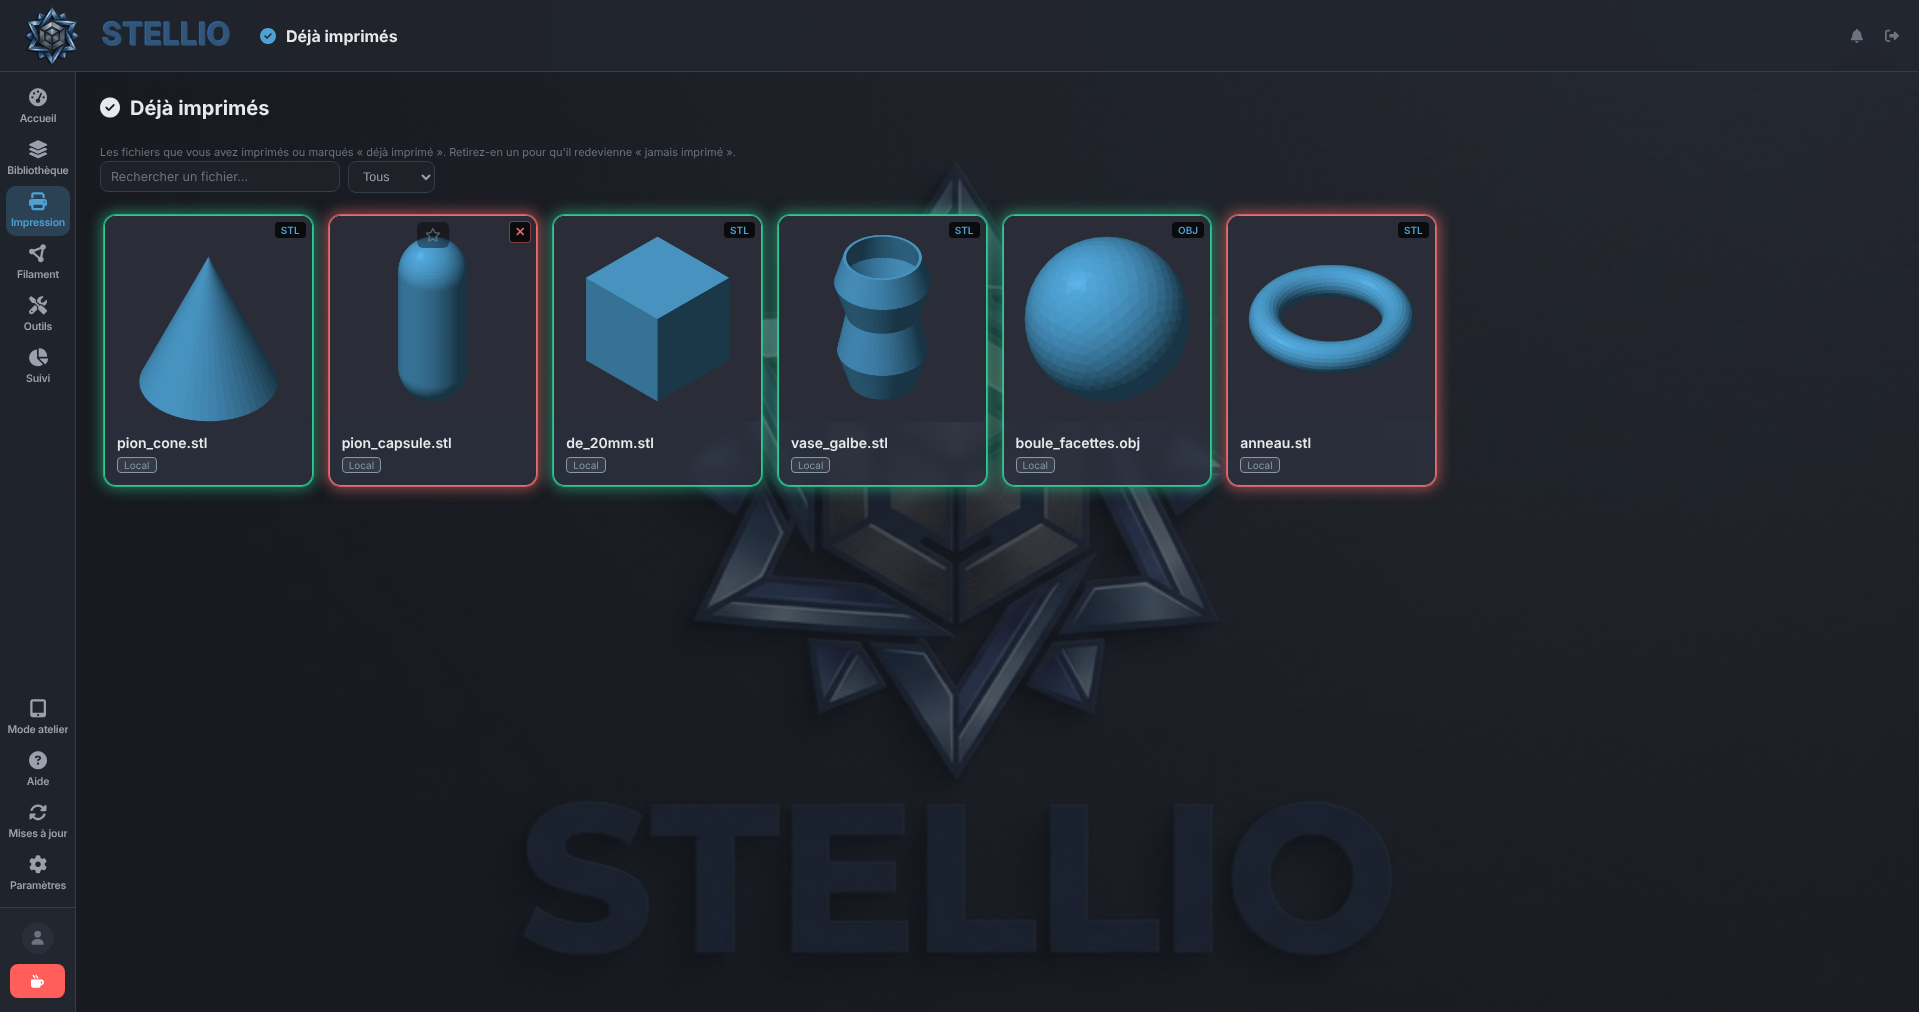 STELLIO
Déjà imprimés
Accueil
Bibliothèque
Impression
Filament
Outils
Suivi
Mode atelier
Aide
Mises à jour
Paramètres
Déjà imprimés
Les fichiers que vous avez imprimés ou marqués « déjà imprimé ». Retirez-en un pour qu'il redevienne « jamais imprimé ».
Rechercher un fichier...
Tous
STL
pion_cone.stl
Local
pion_capsule.stl
Local
STL
de_20mm.stl
Local
STL
vase_galbe.stl
Local
OBJ
boule_facettes.obj
Local
STL
anneau.stl
Local
STELLIO